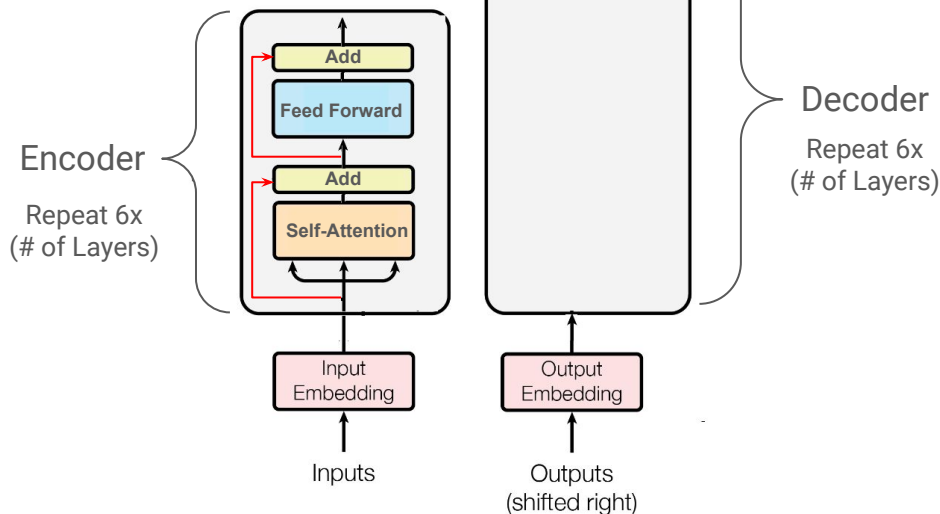 Add
Feed Forward
Add
Self-Attention
Encoder
Repeat 6x
(# of Layers)
Input
Embedding
Inputs
Decoder
Repeat 6x
(# of Layers)
Output
Embedding
Outputs
(shifted right)